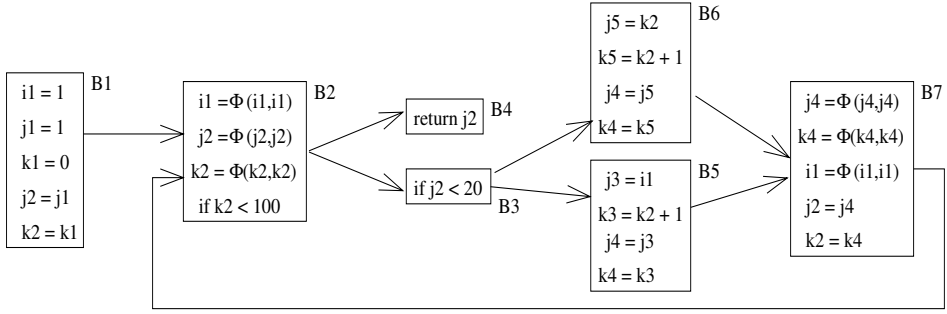 B1
i1 = 1
j1 = 1
k1 = 0
j2 = j1
k2 = k1
B2
i1 = Φ (i1,i1)
j2 = Φ (j2,j2)
k2 = Φ(k2,k2)
if k2 < 100
B4
return j2
if j2 < 20
B3
B6
j5 = k2
k5 = k2 + 1
j4 = j5
k4 = k5
B5
j3 = i1
k3 = k2 + 1
j4 = j3
k4 = k3
B7
j4 = Φ (j4,j4)
k4 = Φ(k4,k4)
i1 = Φ (i1,i1)
j2 = j4
k2 = k4